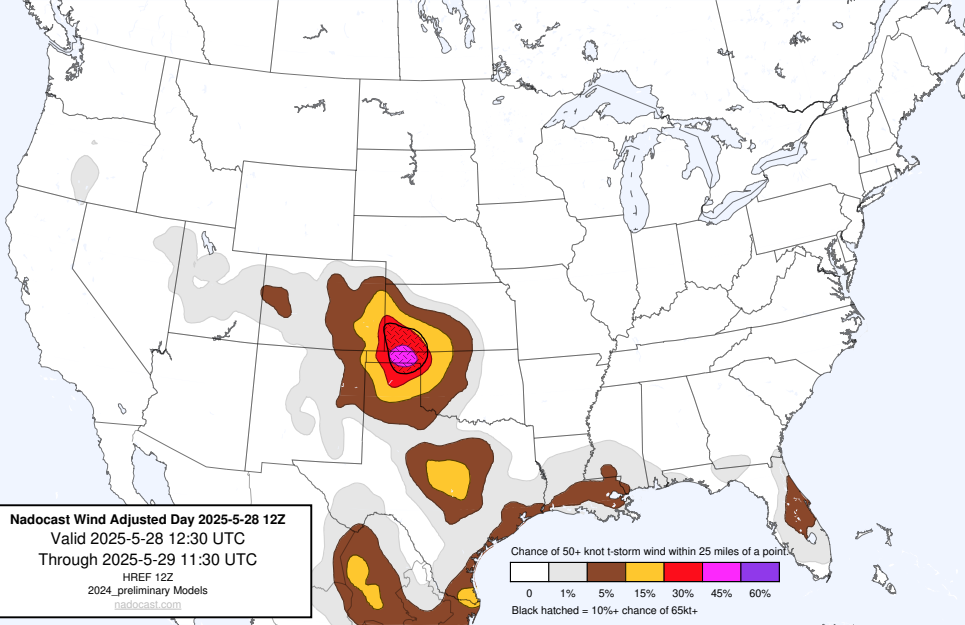 Nadocast Wind Adjusted Day 2025-5-28 12Z
Valid 2025-5-28 12:30 UTC
Through 2025-5-29 11:30 UTC
HREF 12Z
2024_preliminary Models
nadocast.com
Chance of 50+ knot t-storm wind within 25 miles of a point.
0 1% 5% 15% 30% 45% 60%
Black hatched = 10%+ chance of 65kt+